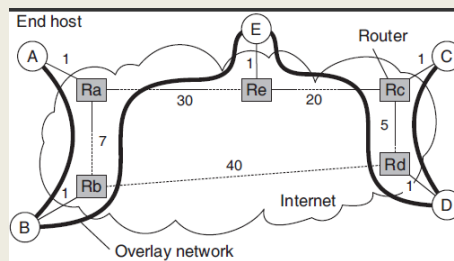 End host
E
Router
A
1
1
1
C
Ra
Re
Rc
30
20
7
5
40
Rb
Rd
1
Internet
1
B
D
Overlay network